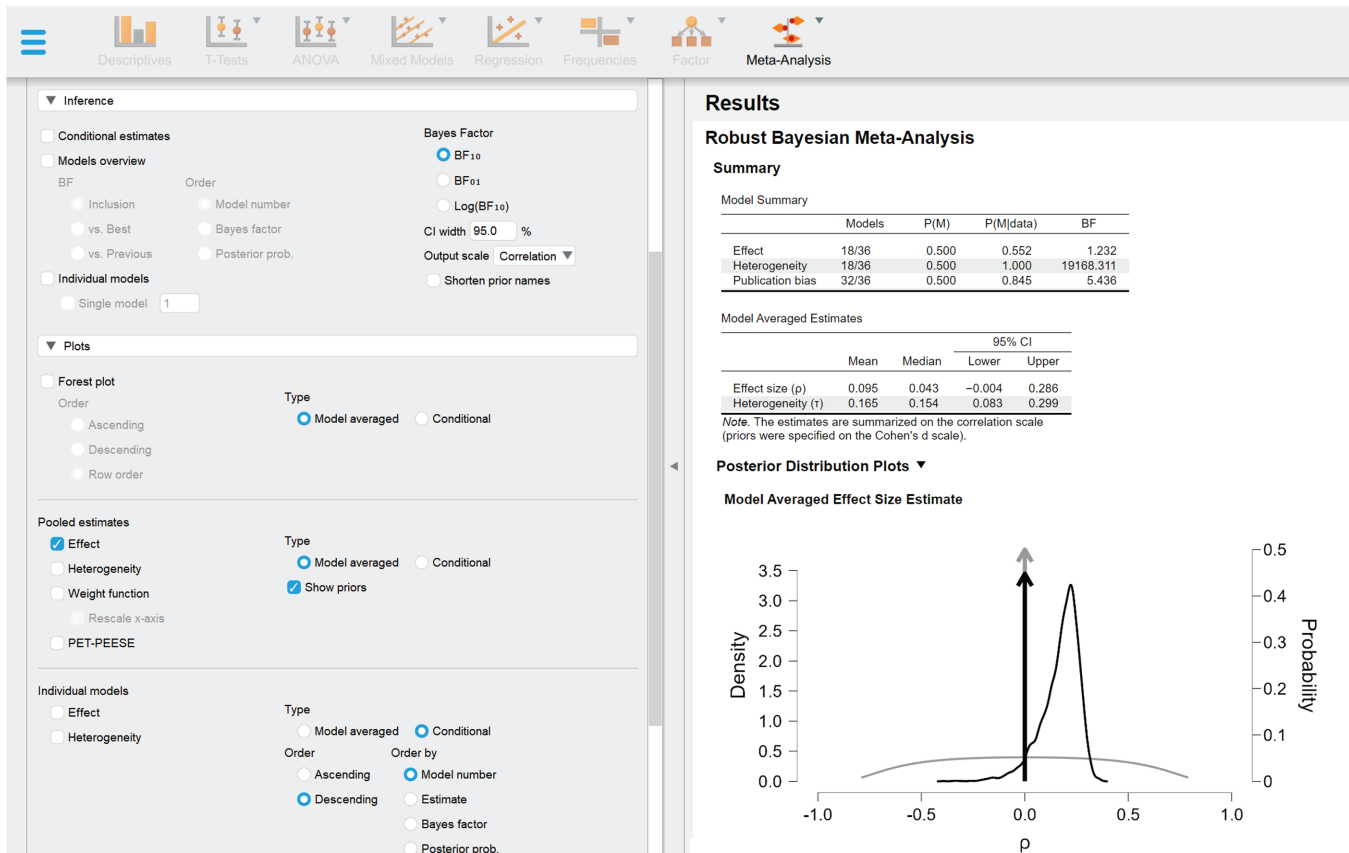 Descriptives T-Tests ANOVA Mixed Models Regression Frequencies Factor Meta-Analysis
Inference
Conditional estimates
Models overview
BF Order
Inclusion Model number
vs. Best Bayes factor
vs. Previous Posterior prob.
Individual models
Single model 1
Bayes Factor
BF₁₀
BF₀₁
Log(BF₁₀)
CI width 95.0 %
Output scale Correlation
Shorten prior names
Plots
Forest plot
Order
Ascending
Descending
Row order
Type
Model averaged Conditional
Pooled estimates
Effect
Heterogeneity
Weight function
Rescale x-axis
PET-PEESE
Type
Model averaged Conditional
Show priors
Individual models
Effect
Heterogeneity
Type
Model averaged Conditional
Order Order by
Ascending Model number
Descending Estimate
Bayes factor
Posterior prob.
Results
Robust Bayesian Meta-Analysis
Summary
Model Summary
Models P(M) P(M|data) BF
Effect 18/36 0.500 0.552 1.232
Heterogeneity 18/36 0.500 1.000 19168.311
Publication bias 32/36 0.500 0.845 5.436
Model Averaged Estimates
95% CI
Mean Median Lower Upper
Effect size (ρ) 0.095 0.043 −0.004 0.286
Heterogeneity (τ) 0.165 0.154 0.083 0.299
Note. The estimates are summarized on the correlation scale
(priors were specified on the Cohen's d scale).
Posterior Distribution Plots
Model Averaged Effect Size Estimate
Density
3.5
3.0
2.5
2.0
1.5
1.0
0.5
0.0
0.5
0.4
0.3
0.2
0.1
0
Probability
-1.0 -0.5 0.0 0.5 1.0
ρ